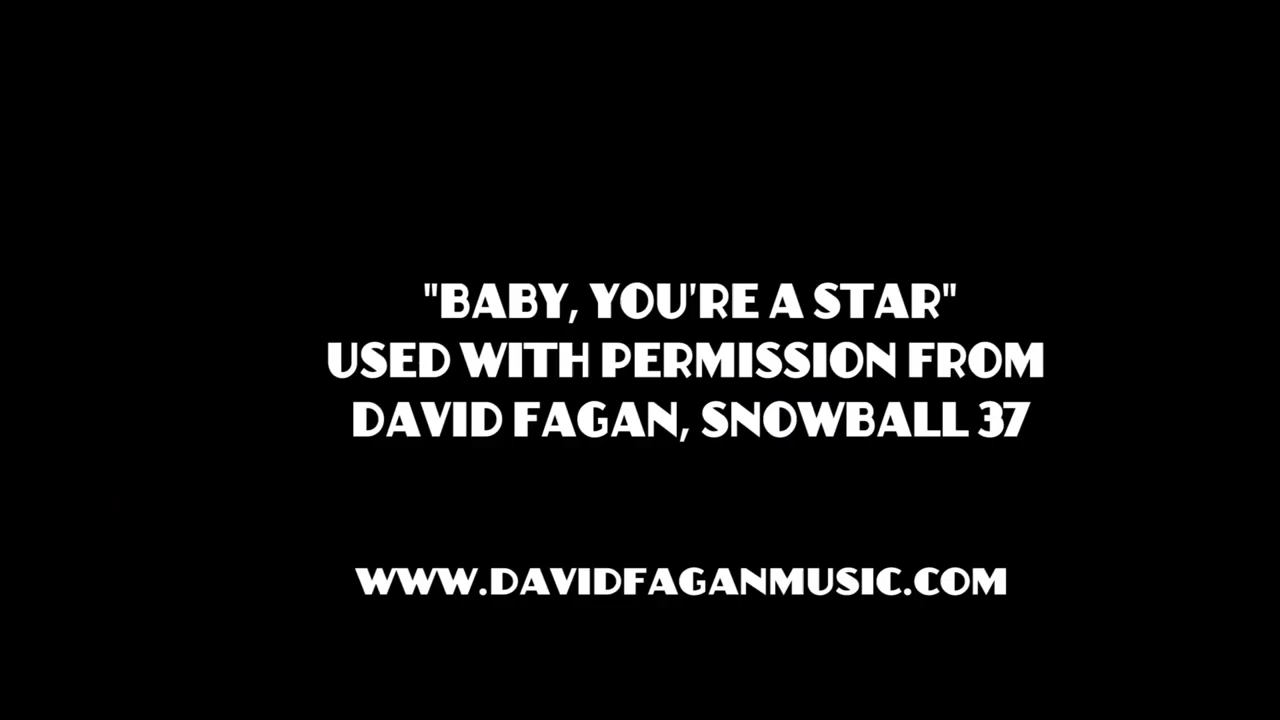 "BABY, YOU'RE A STAR"
USED WITH PERMISSION FROM
DAVID FAGAN, SNOWBALL 37
WWW.DAVIDFAGANMUSIC.COM